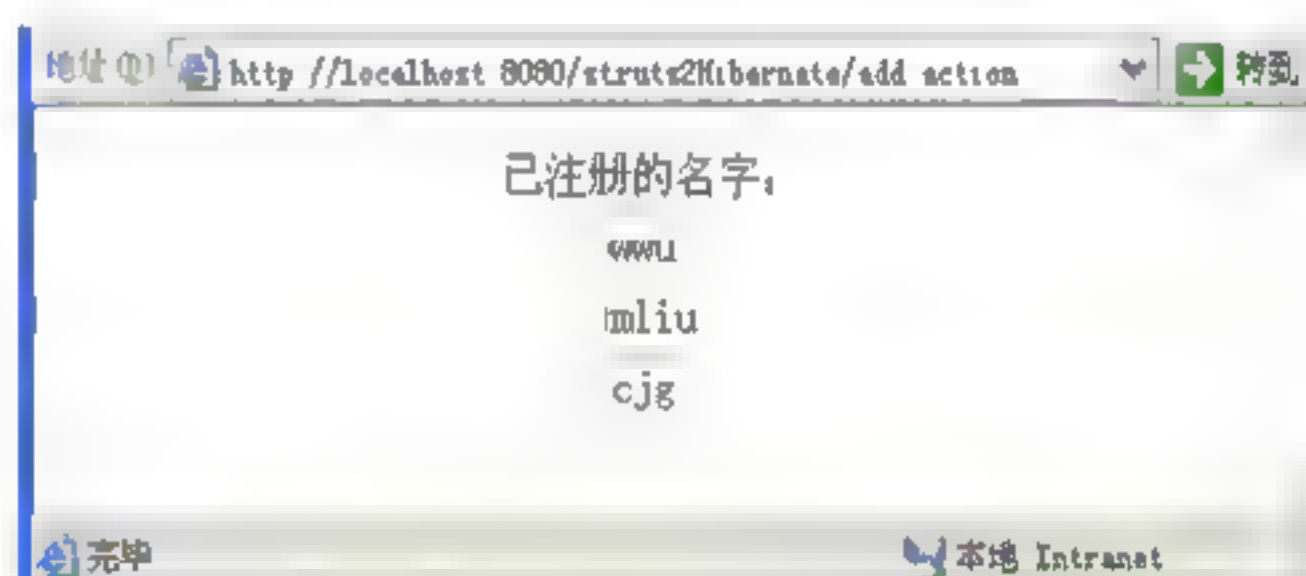 地址(D) http //localhost 8080/struts2Hibernate/add action 转到
已注册的名字:
wwu
mliu
cjg
完毕 本地 Intranet